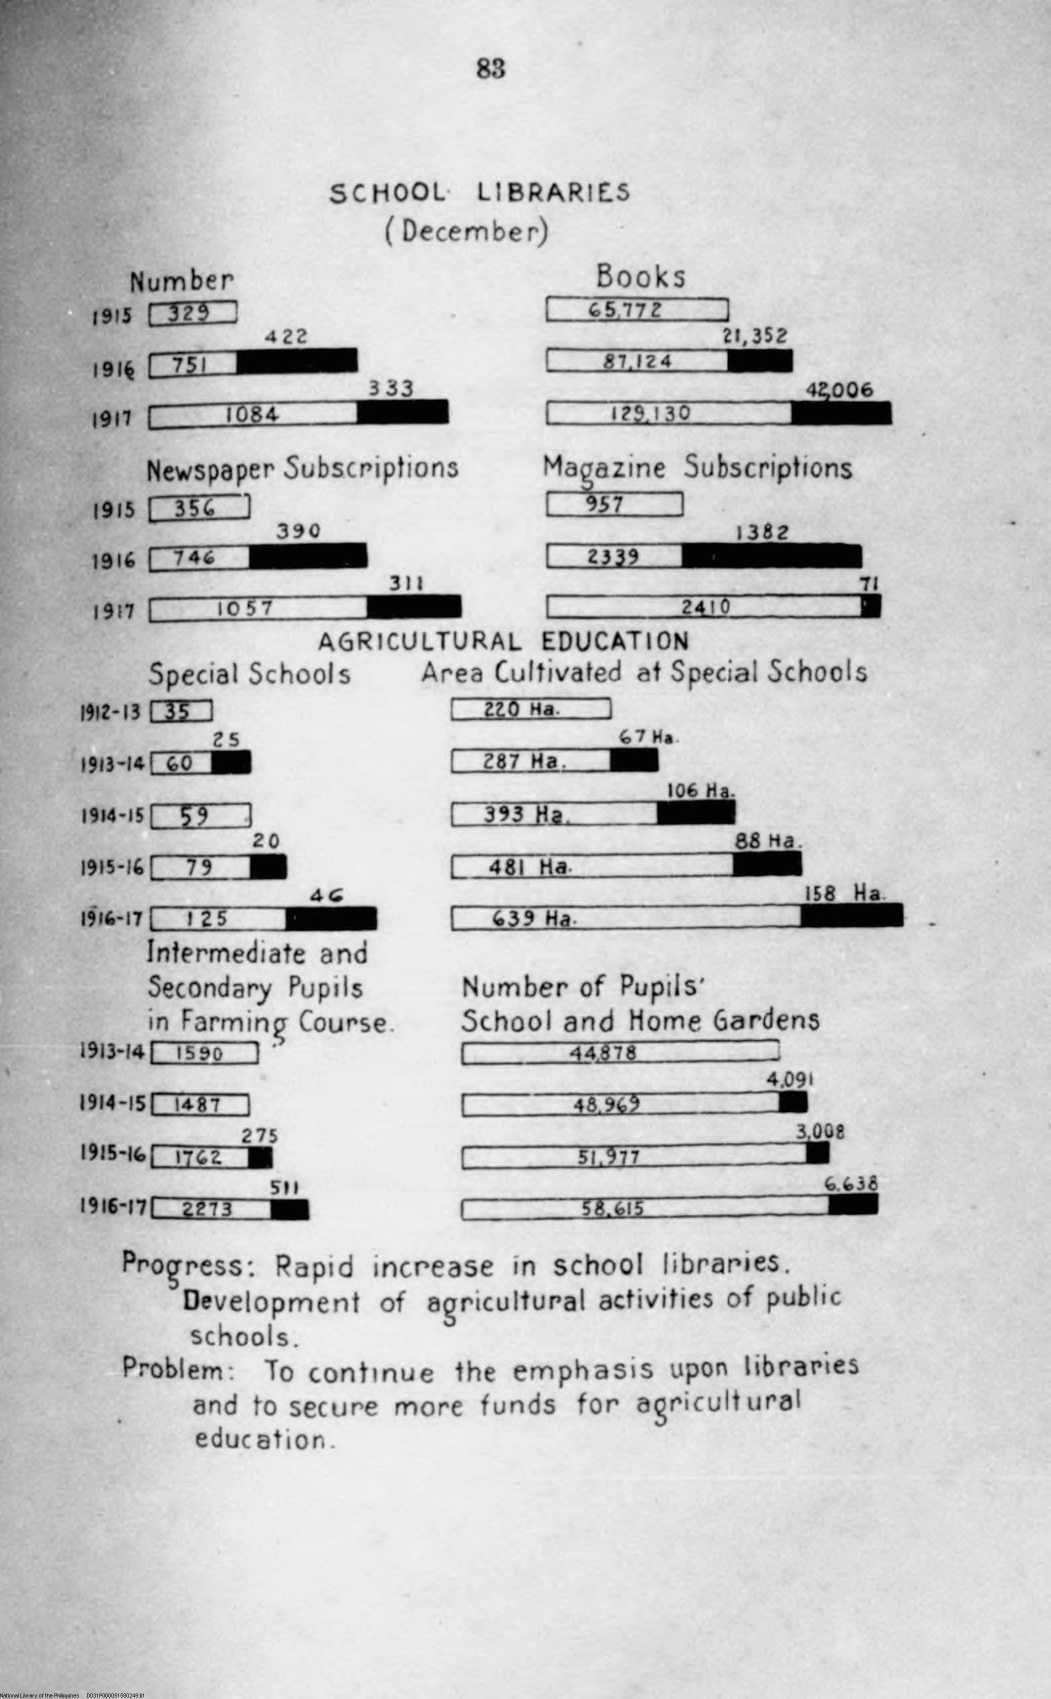 83
SCHOOL LIBRARIES
(December)
Number
1915 329
422
1916 751
333
1917 1084
Books
65,772
21,352
87,124
42,006
129,130
Newspaper Subscriptions
1915 356
390
1916 746
311
1917 1057
Magazine Subscriptions
957
1382
2339
71
2410
AGRICULTURAL EDUCATION
Special Schools
1912-13 35
25
1913-14 60
1914-15 59
20
1915-16 79
46
1916-17 125
Area Cultivated at Special Schools
220 Ha.
67 Ha.
287 Ha.
106 Ha.
393 Ha.
88 Ha.
481 Ha.
158 Ha.
639 Ha.
Intermediate and
Secondary Pupils
in Farming Course.
1913-14 1590
1914-15 1487
275
1915-16 1762
511
1916-17 2273
Number of Pupils'
School and Home Gardens
44,878
4,091
48,969
3,008
51,977
6,638
58,615
Progress: Rapid increase in school libraries.
Development of agricultural activities of public
schools.
Problem: To continue the emphasis upon libraries
and to secure more funds for agricultural
education.
National Library of the Philippines